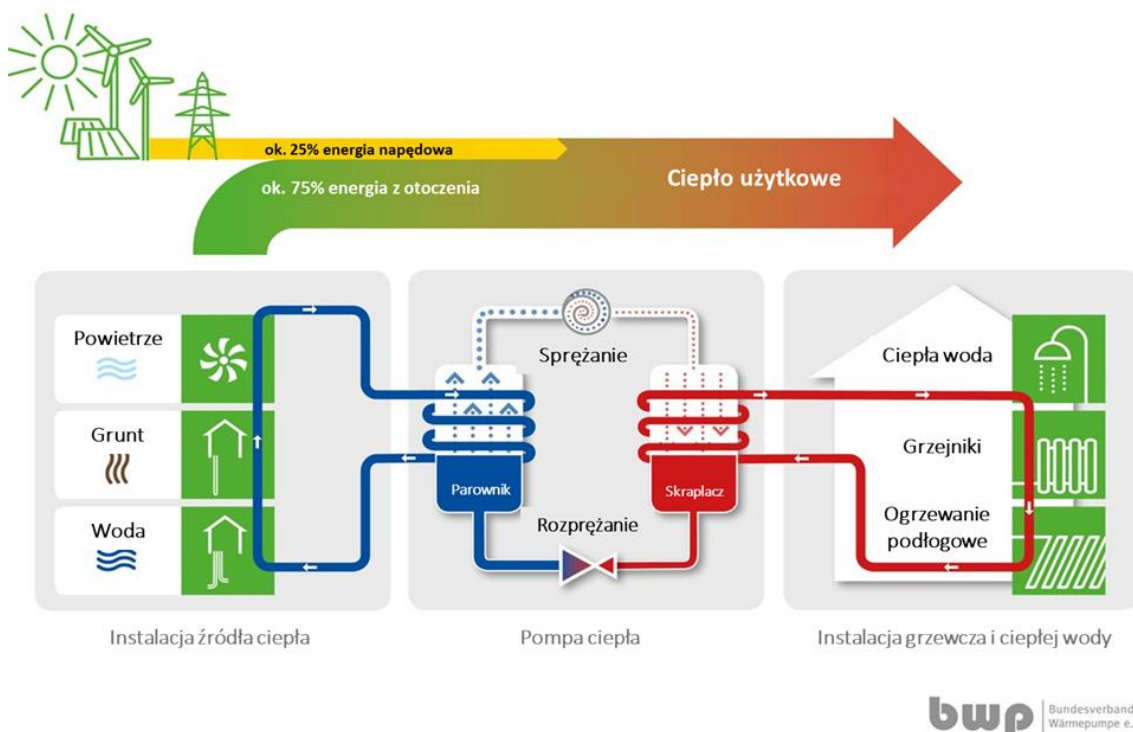 ok. 25% energia napędowa
ok. 75% energia z otoczenia
Ciepło użytkowe
Powietrze
Grunt
Woda
Sprężanie
Parownik
Skraplacz
Rozprężanie
Ciepła woda
Grzejniki
Ogrzewanie
podłogowe
Instalacja źródła ciepła
Pompa ciepła
Instalacja grzewcza i ciepłej wody
bwp
Bundesverband
Wärmepumpe e.